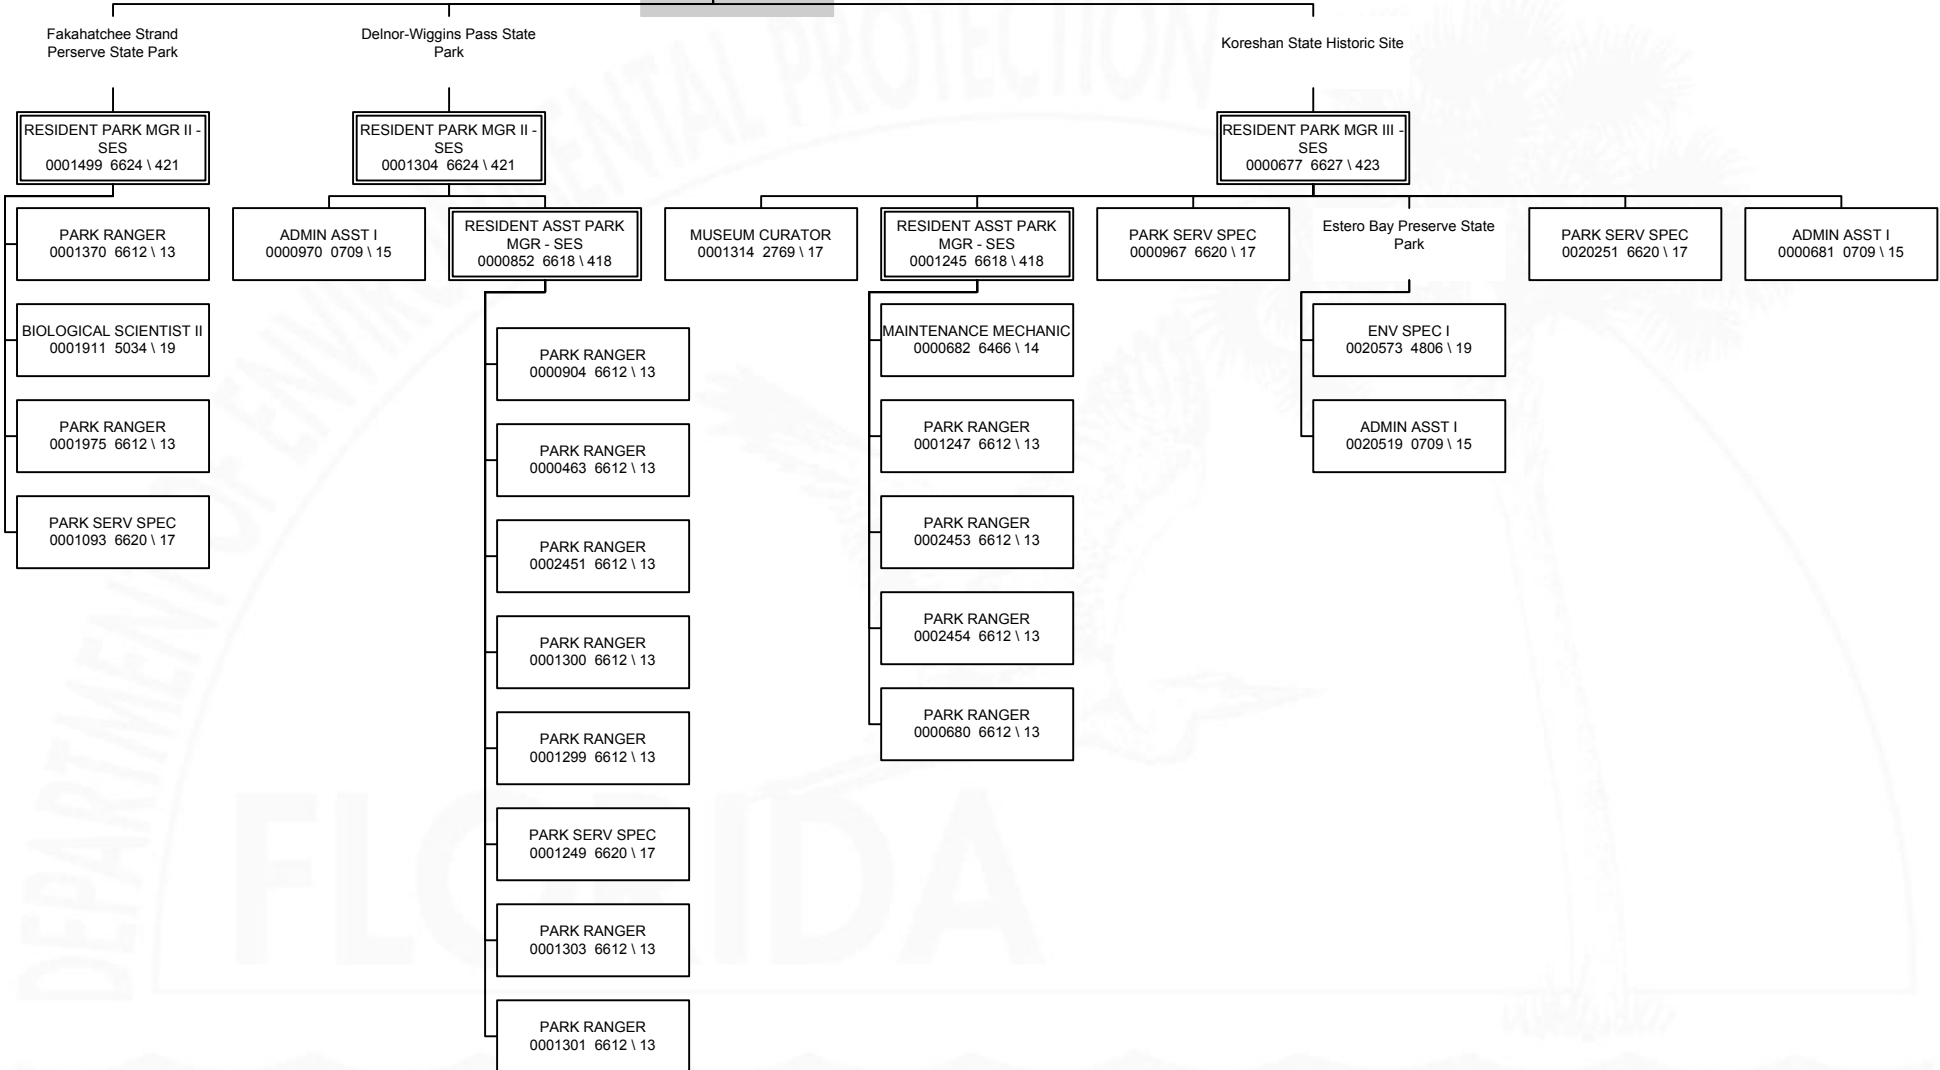 Fakahatchee Strand
Perserve State Park
Delnor-Wiggins Pass State
Park
Koreshan State Historic Site
RESIDENT PARK MGR II -
SES
0001499 6624 \ 421
RESIDENT PARK MGR II -
SES
0001304 6624 \ 421
RESIDENT PARK MGR III -
SES
0000677 6627 \ 423
PARK RANGER
0001370 6612 \ 13
ADMIN ASST I
0000970 0709 \ 15
RESIDENT ASST PARK
MGR - SES
0000852 6618 \ 418
MUSEUM CURATOR
0001314 2769 \ 17
RESIDENT ASST PARK
MGR - SES
0001245 6618 \ 418
PARK SERV SPEC
0000967 6620 \ 17
Estero Bay Preserve State
Park
PARK SERV SPEC
0020251 6620 \ 17
ADMIN ASST I
0000681 0709 \ 15
BIOLOGICAL SCIENTIST II
0001911 5034 \ 19
PARK RANGER
0001975 6612 \ 13
PARK SERV SPEC
0001093 6620 \ 17
PARK RANGER
0000904 6612 \ 13
PARK RANGER
0000463 6612 \ 13
PARK RANGER
0002451 6612 \ 13
PARK RANGER
0001300 6612 \ 13
PARK RANGER
0001299 6612 \ 13
PARK SERV SPEC
0001249 6620 \ 17
PARK RANGER
0001303 6612 \ 13
PARK RANGER
0001301 6612 \ 13
MAINTENANCE MECHANIC
0000682 6466 \ 14
PARK RANGER
0001247 6612 \ 13
PARK RANGER
0002453 6612 \ 13
PARK RANGER
0002454 6612 \ 13
PARK RANGER
0000680 6612 \ 13
ENV SPEC I
0020573 4806 \ 19
ADMIN ASST I
0020519 0709 \ 15
DEPARTMENT OF ENVIRONMENTAL PROTECTION
FLORIDA